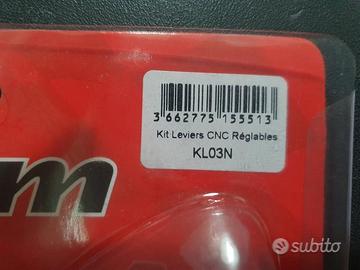 3 662775 155513
Kit Leviers CNC Réglables
KL03N
m
subito